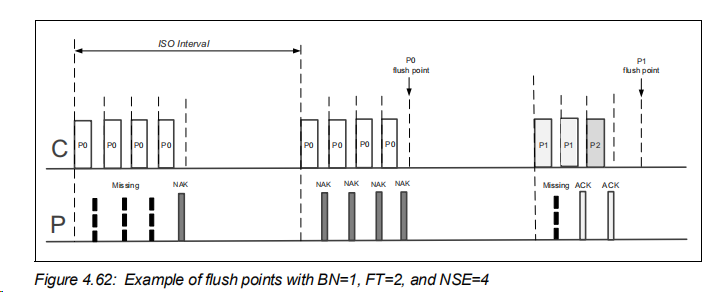 ISO Interval
P0
flush point
P1
flush point
C
P0
P0
P0
P0
P0
P0
P0
P0
P1
P1
P2
Missing
NAK
NAK
NAK
NAK
NAK
Missing
ACK
ACK
P
Figure 4.62: Example of flush points with BN=1, FT=2, and NSE=4